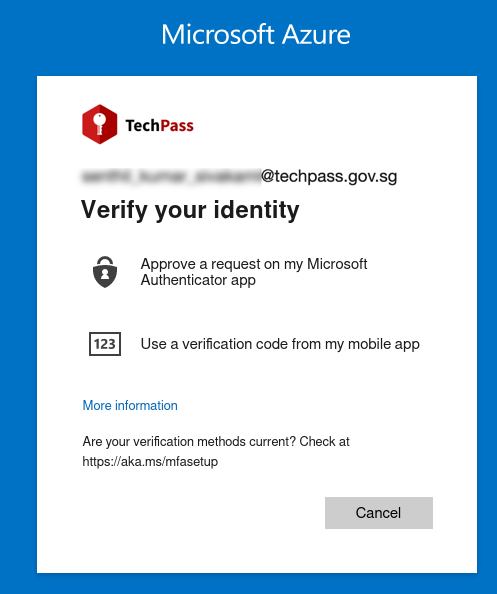 Microsoft Azure
TechPass
@techpass.gov.sg
Verify your identity
Approve a request on my Microsoft
Authenticator app
123
Use a verification code from my mobile app
More information
Are your verification methods current? Check at
https://aka.ms/mfasetup
Cancel